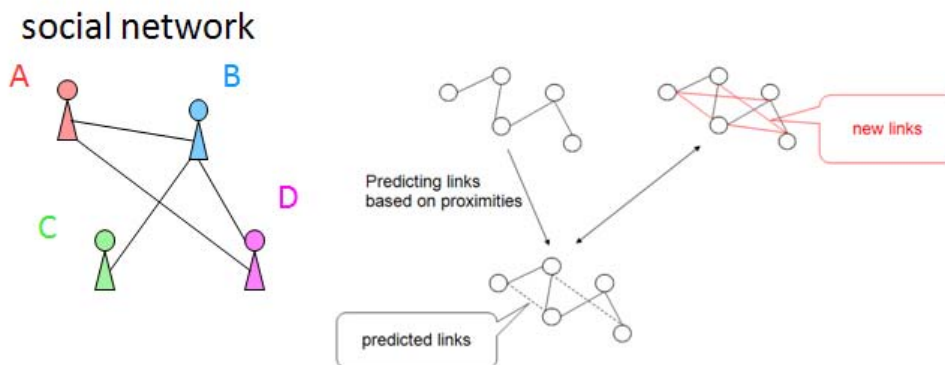 social network
A
B
C
D
Predicting links
based on proximities
new links
predicted links